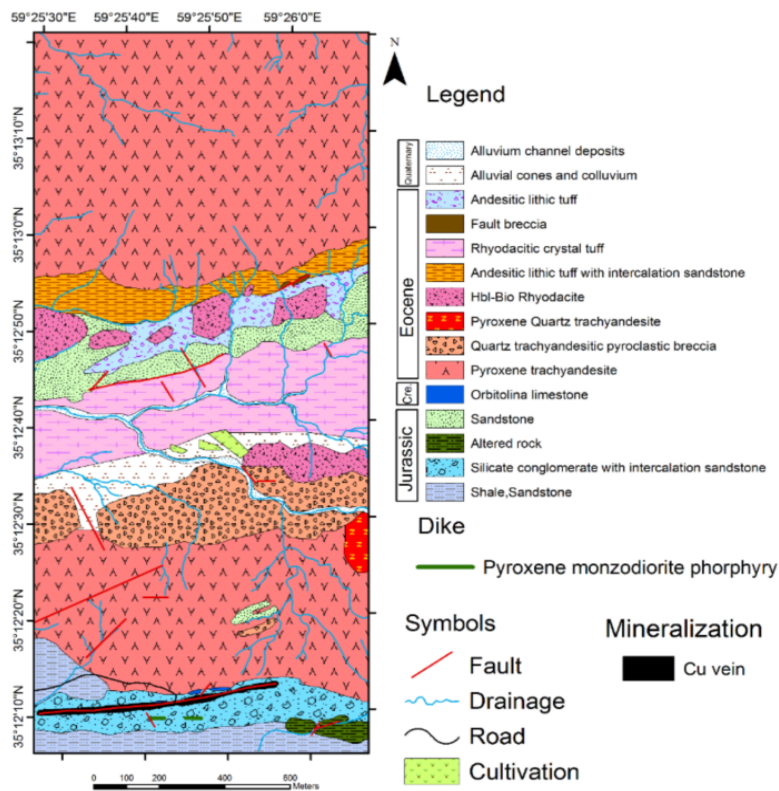 59°25'30"E 59°25'40"E 59°25'50"E 59°26'0"E
N
35°13'10"N
35°13'0"N
35°12'50"N
35°12'40"N
35°12'30"N
35°12'20"N
35°12'10"N
0 100 200 400 600
Meters
Legend
Quaternary
Alluvium channel deposits
Alluvial cones and colluvium
Eocene
Andesitic lithic tuff
Fault breccia
Rhyodacitic crystal tuff
Andesitic lithic tuff with intercalation sandstone
Hbl-Bio Rhyodacite
Pyroxene Quartz trachyandesite
Quartz trachyandesitic pyroclastic breccia
Pyroxene trachyandesite
Cre.
Orbitolina limestone
Jurassic
Sandstone
Altered rock
Silicate conglomerate with intercalation sandstone
Shale,Sandstone
Dike
Pyroxene monzodiorite phorphyry
Symbols
Fault
Drainage
Road
Cultivation
Mineralization
Cu vein